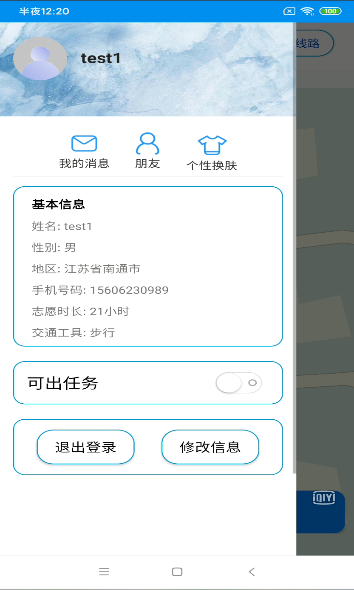 半夜12:20
100
线路
test1
我的消息
朋友
个性换肤
基本信息
姓名: test1
性别: 男
地区: 江苏省南通市
手机号码: 15606230989
志愿时长: 21小时
交通工具: 步行
可出任务
退出登录
修改信息
QIYI